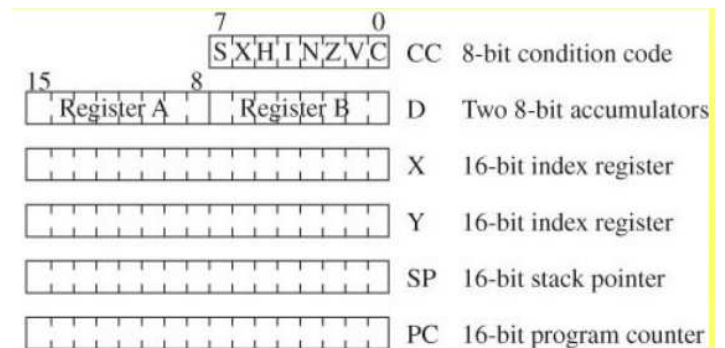 7 0
S X H I N Z V C CC 8-bit condition code
15 8
Register A Register B D Two 8-bit accumulators
X 16-bit index register
Y 16-bit index register
SP 16-bit stack pointer
PC 16-bit program counter